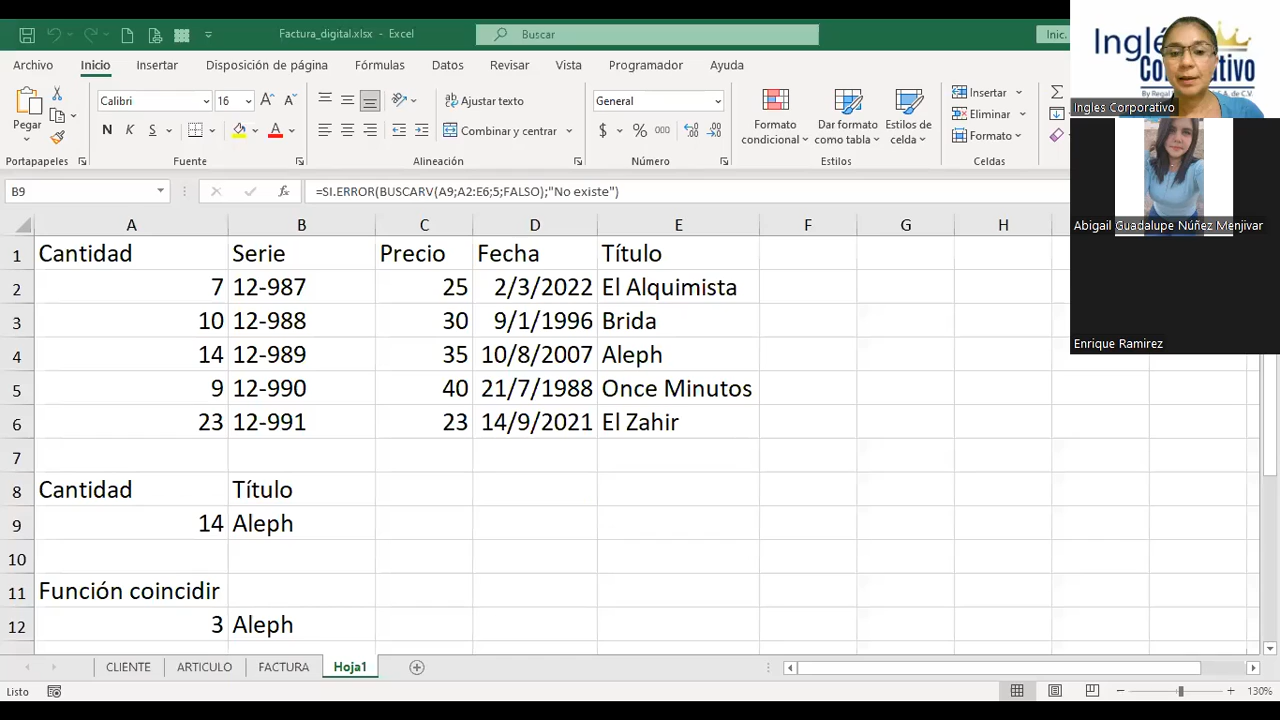 Factura_digital.xlsx - Excel
Buscar
Inic.
Archivo Inicio Insertar Disposición de página Fórmulas Datos Revisar Vista Programador Ayuda
Pegar
Calibri 16
N K S
Ajustar texto
Combinar y centrar
General
$ % 000
Formato condicional
Dar formato como tabla
Estilos de celda
Insertar
Eliminar
Formato
Portapapeles Fuente Alineación Número Estilos Celdas
B9 fx =SI.ERROR(BUSCARV(A9;A2:E6;5;FALSO);"No existe")
A B C D E F G H
1 Cantidad Serie Precio Fecha Título
2 7 12-987 25 2/3/2022 El Alquimista
3 10 12-988 30 9/1/1996 Brida
4 14 12-989 35 10/8/2007 Aleph
5 9 12-990 40 21/7/1988 Once Minutos
6 23 12-991 23 14/9/2021 El Zahir
7
8 Cantidad Título
9 14 Aleph
10
11 Función coincidir
12 3 Aleph
CLIENTE ARTICULO FACTURA Hoja1
Listo
130%
Ingles Corporativo
Abigail Guadalupe Núñez Menjivar
Enrique Ramirez